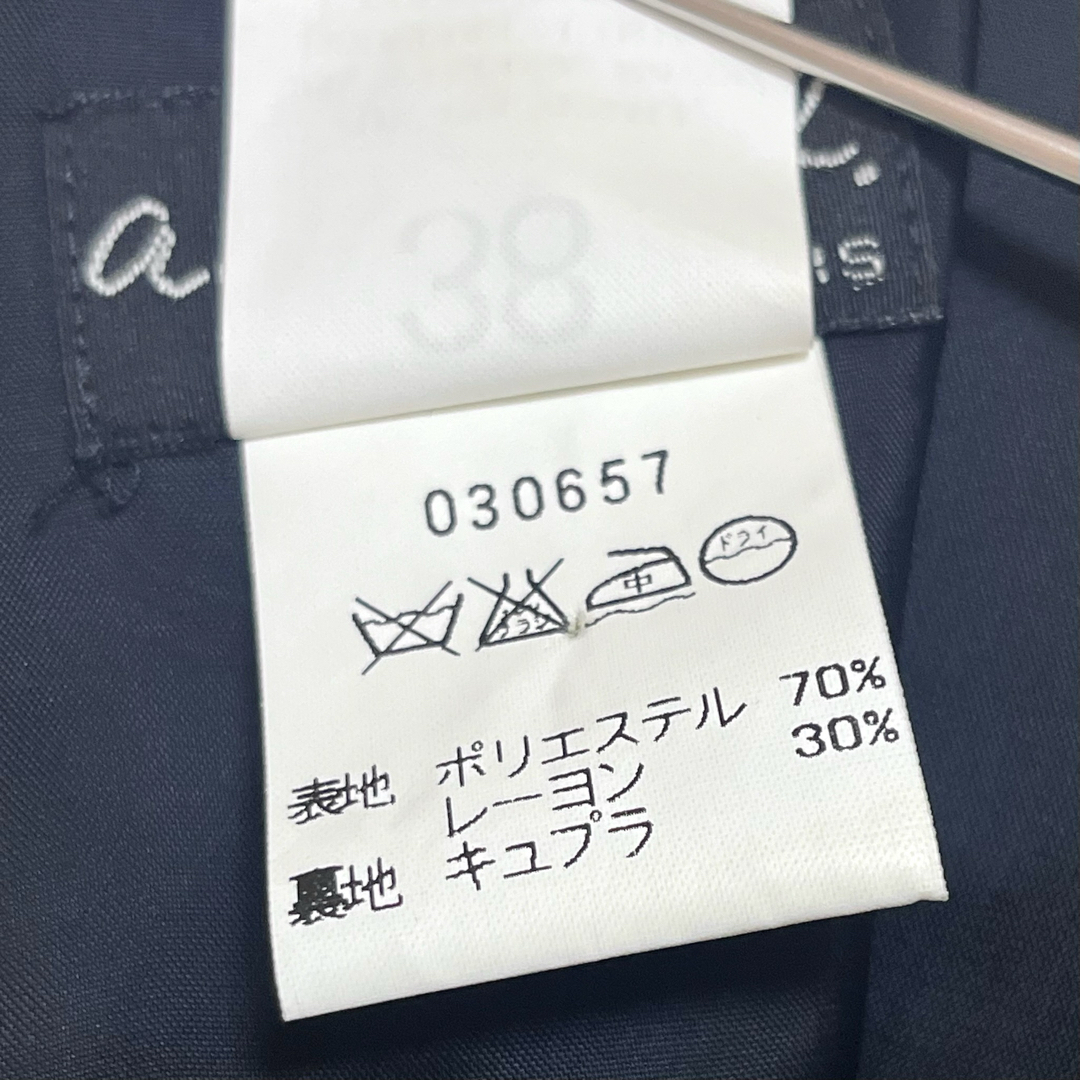 a
es
38
030657
中 ドライ
表地 ポリエステル 70%
レーヨン 30%
裏地 キュプラ